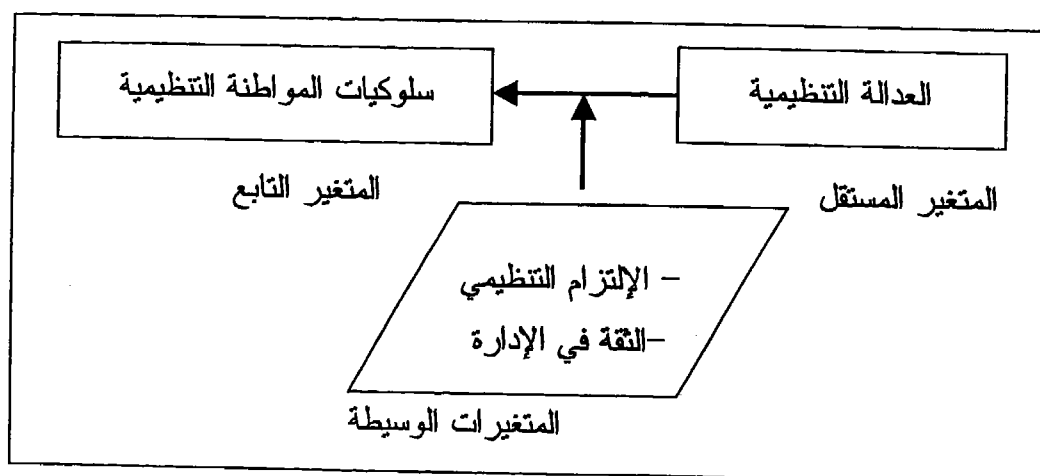 العدالة التنظيمية
سلوكيات المواطنة التنظيمية
المتغير المستقل
المتغير التابع
– الإلتزام التنظيمي
–الثقة في الإدارة
المتغيرات الوسيطة